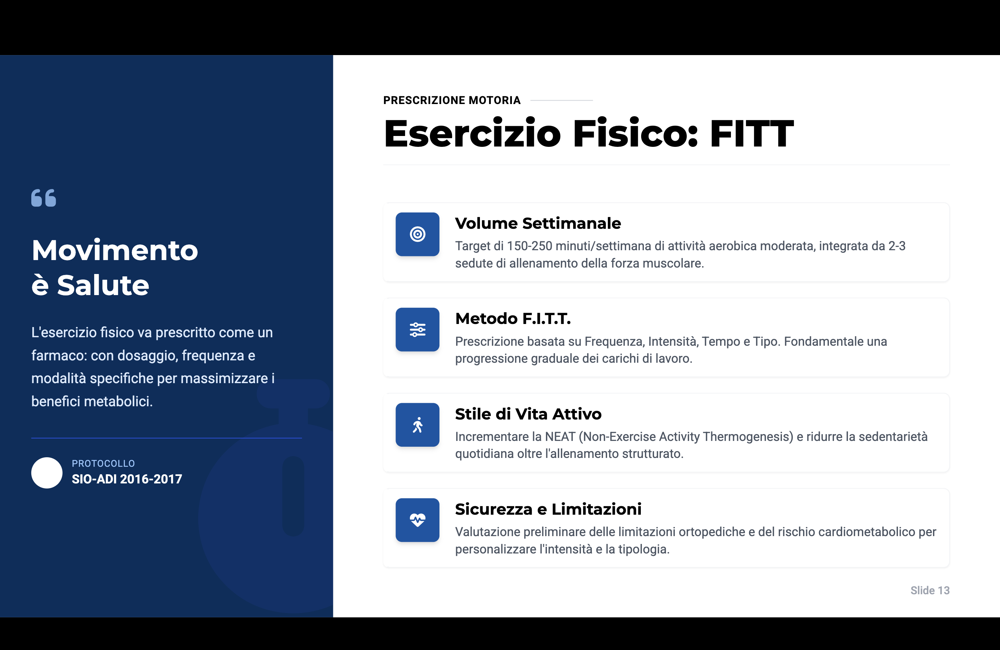 Movimento
è Salute
L'esercizio fisico va prescritto come un
farmaco: con dosaggio, frequenza e
modalità specifiche per massimizzare i
benefici metabolici.
PROTOCOLLO
SIO-ADI 2016-2017
PRESCRIZIONE MOTORIA
Esercizio Fisico: FITT
Volume Settimanale
Target di 150-250 minuti/settimana di attività aerobica moderata, integrata da 2-3
sedute di allenamento della forza muscolare.
Metodo F.I.T.T.
Prescrizione basata su Frequenza, Intensità, Tempo e Tipo. Fondamentale una
progressione graduale dei carichi di lavoro.
Stile di Vita Attivo
Incrementare la NEAT (Non-Exercise Activity Thermogenesis) e ridurre la sedentarietà
quotidiana oltre l'allenamento strutturato.
Sicurezza e Limitazioni
Valutazione preliminare delle limitazioni ortopediche e del rischio cardiometabolico per
personalizzare l'intensità e la tipologia.
Slide 13